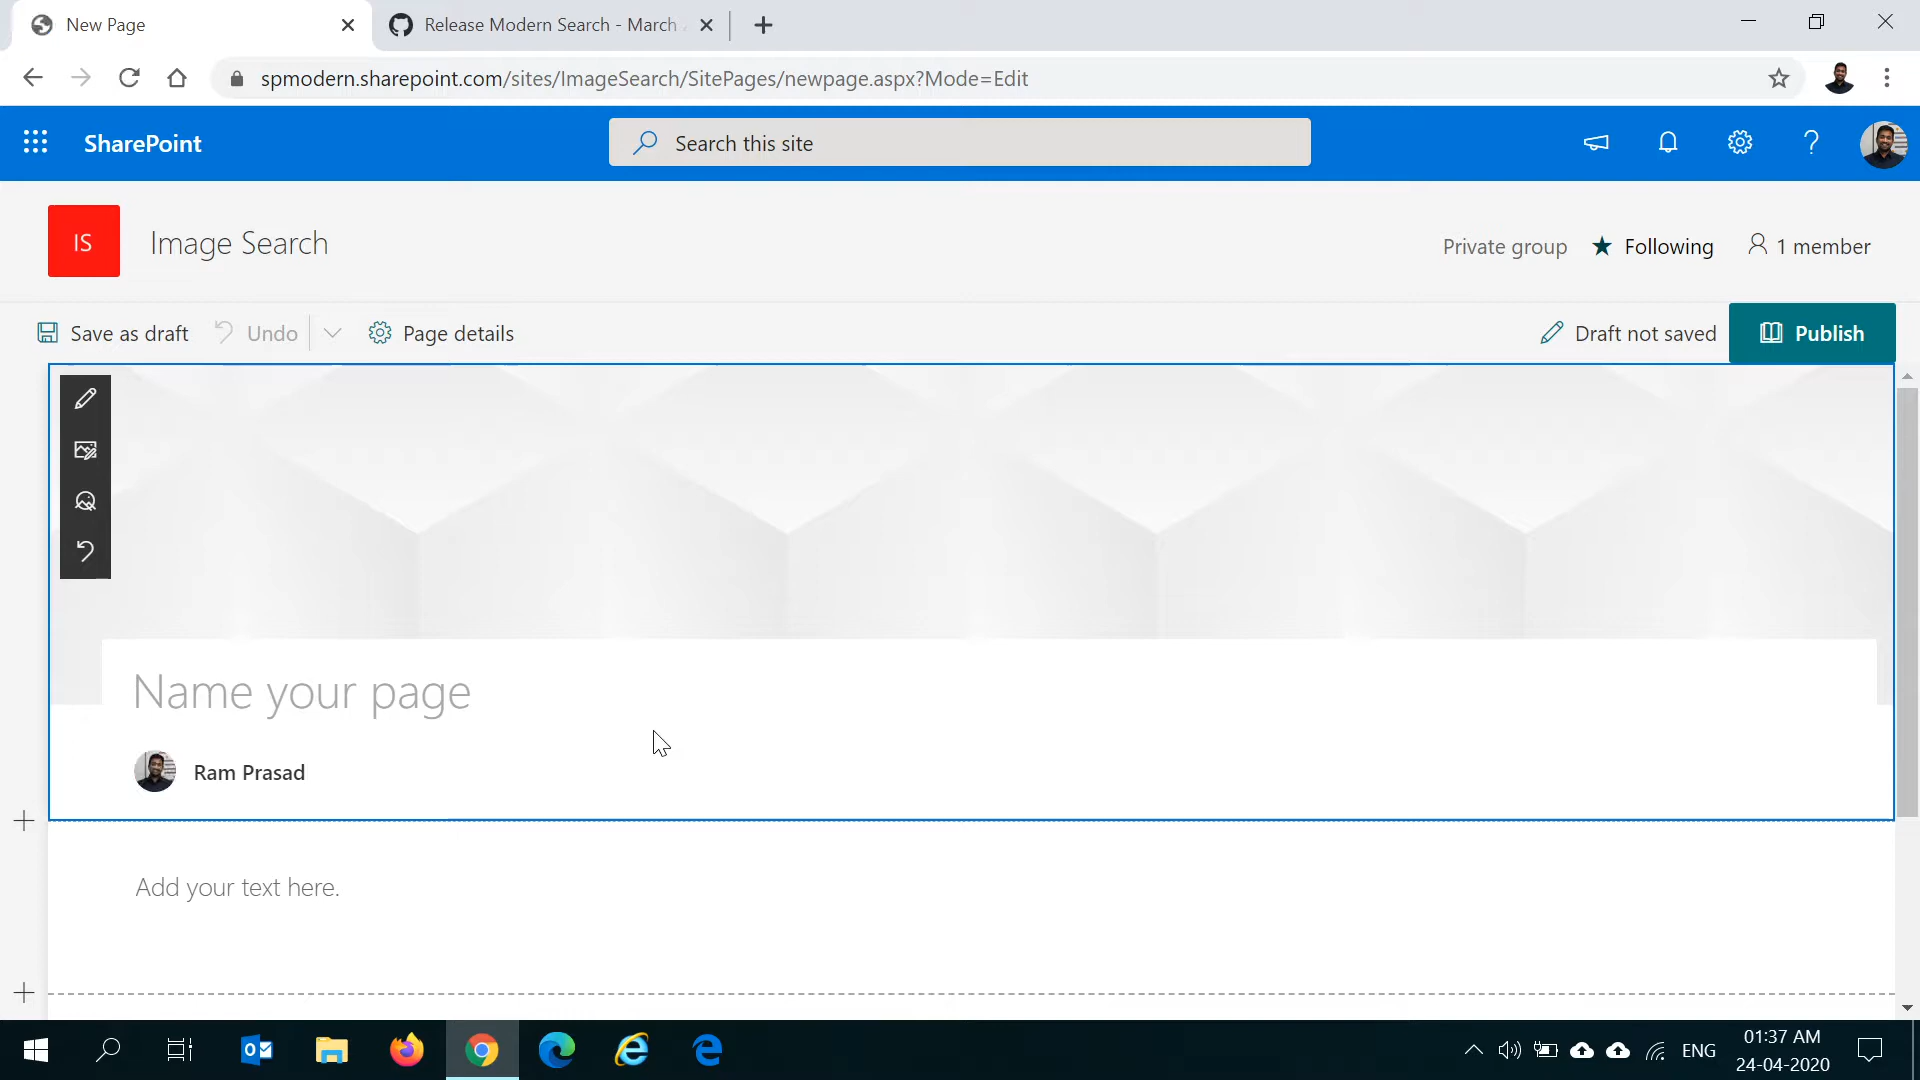 New Page
Release Modern Search - March
spmodern.sharepoint.com/sites/ImageSearch/SitePages/newpage.aspx?Mode=Edit
SharePoint
Search this site
IS
Image Search
Private group
Following
1 member
Save as draft
Undo
Page details
Draft not saved
Publish
Name your page
Ram Prasad
Add your text here.
ENG
01:37 AM
24-04-2020